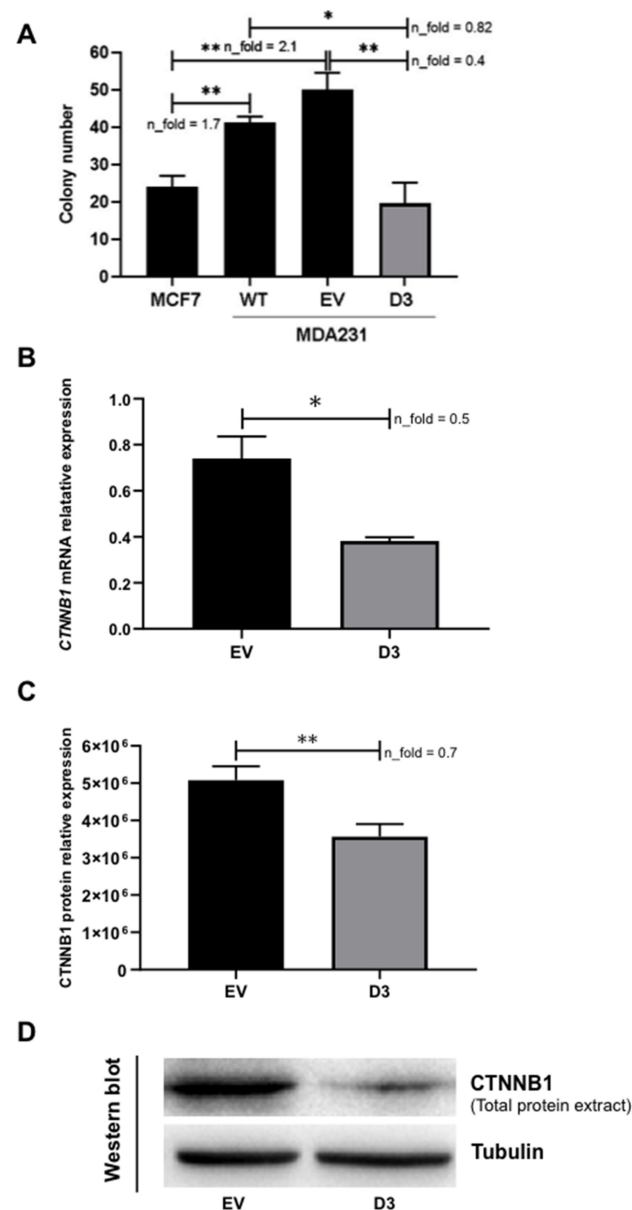 A
*
n_fold = 0.82
** n_fold = 2.1
**
n_fold = 0.4
**
n_fold = 1.7
Colony number
60
50
40
30
20
10
0
MCF7 WT EV D3
MDA231
B
*
n_fold = 0.5
CTNNB1 mRNA relatative expression
1.0
0.8
0.6
0.4
0.2
0.0
EV D3
C
**
n_fold = 0.7
CTNNB1 protein relative expression
6×10⁶
5×10⁶
4×10⁶
3×10⁶
2×10⁶
1×10⁶
0
EV D3
D
Western blot
CTNNB1
(Total protein extract)
Tubulin
EV D3